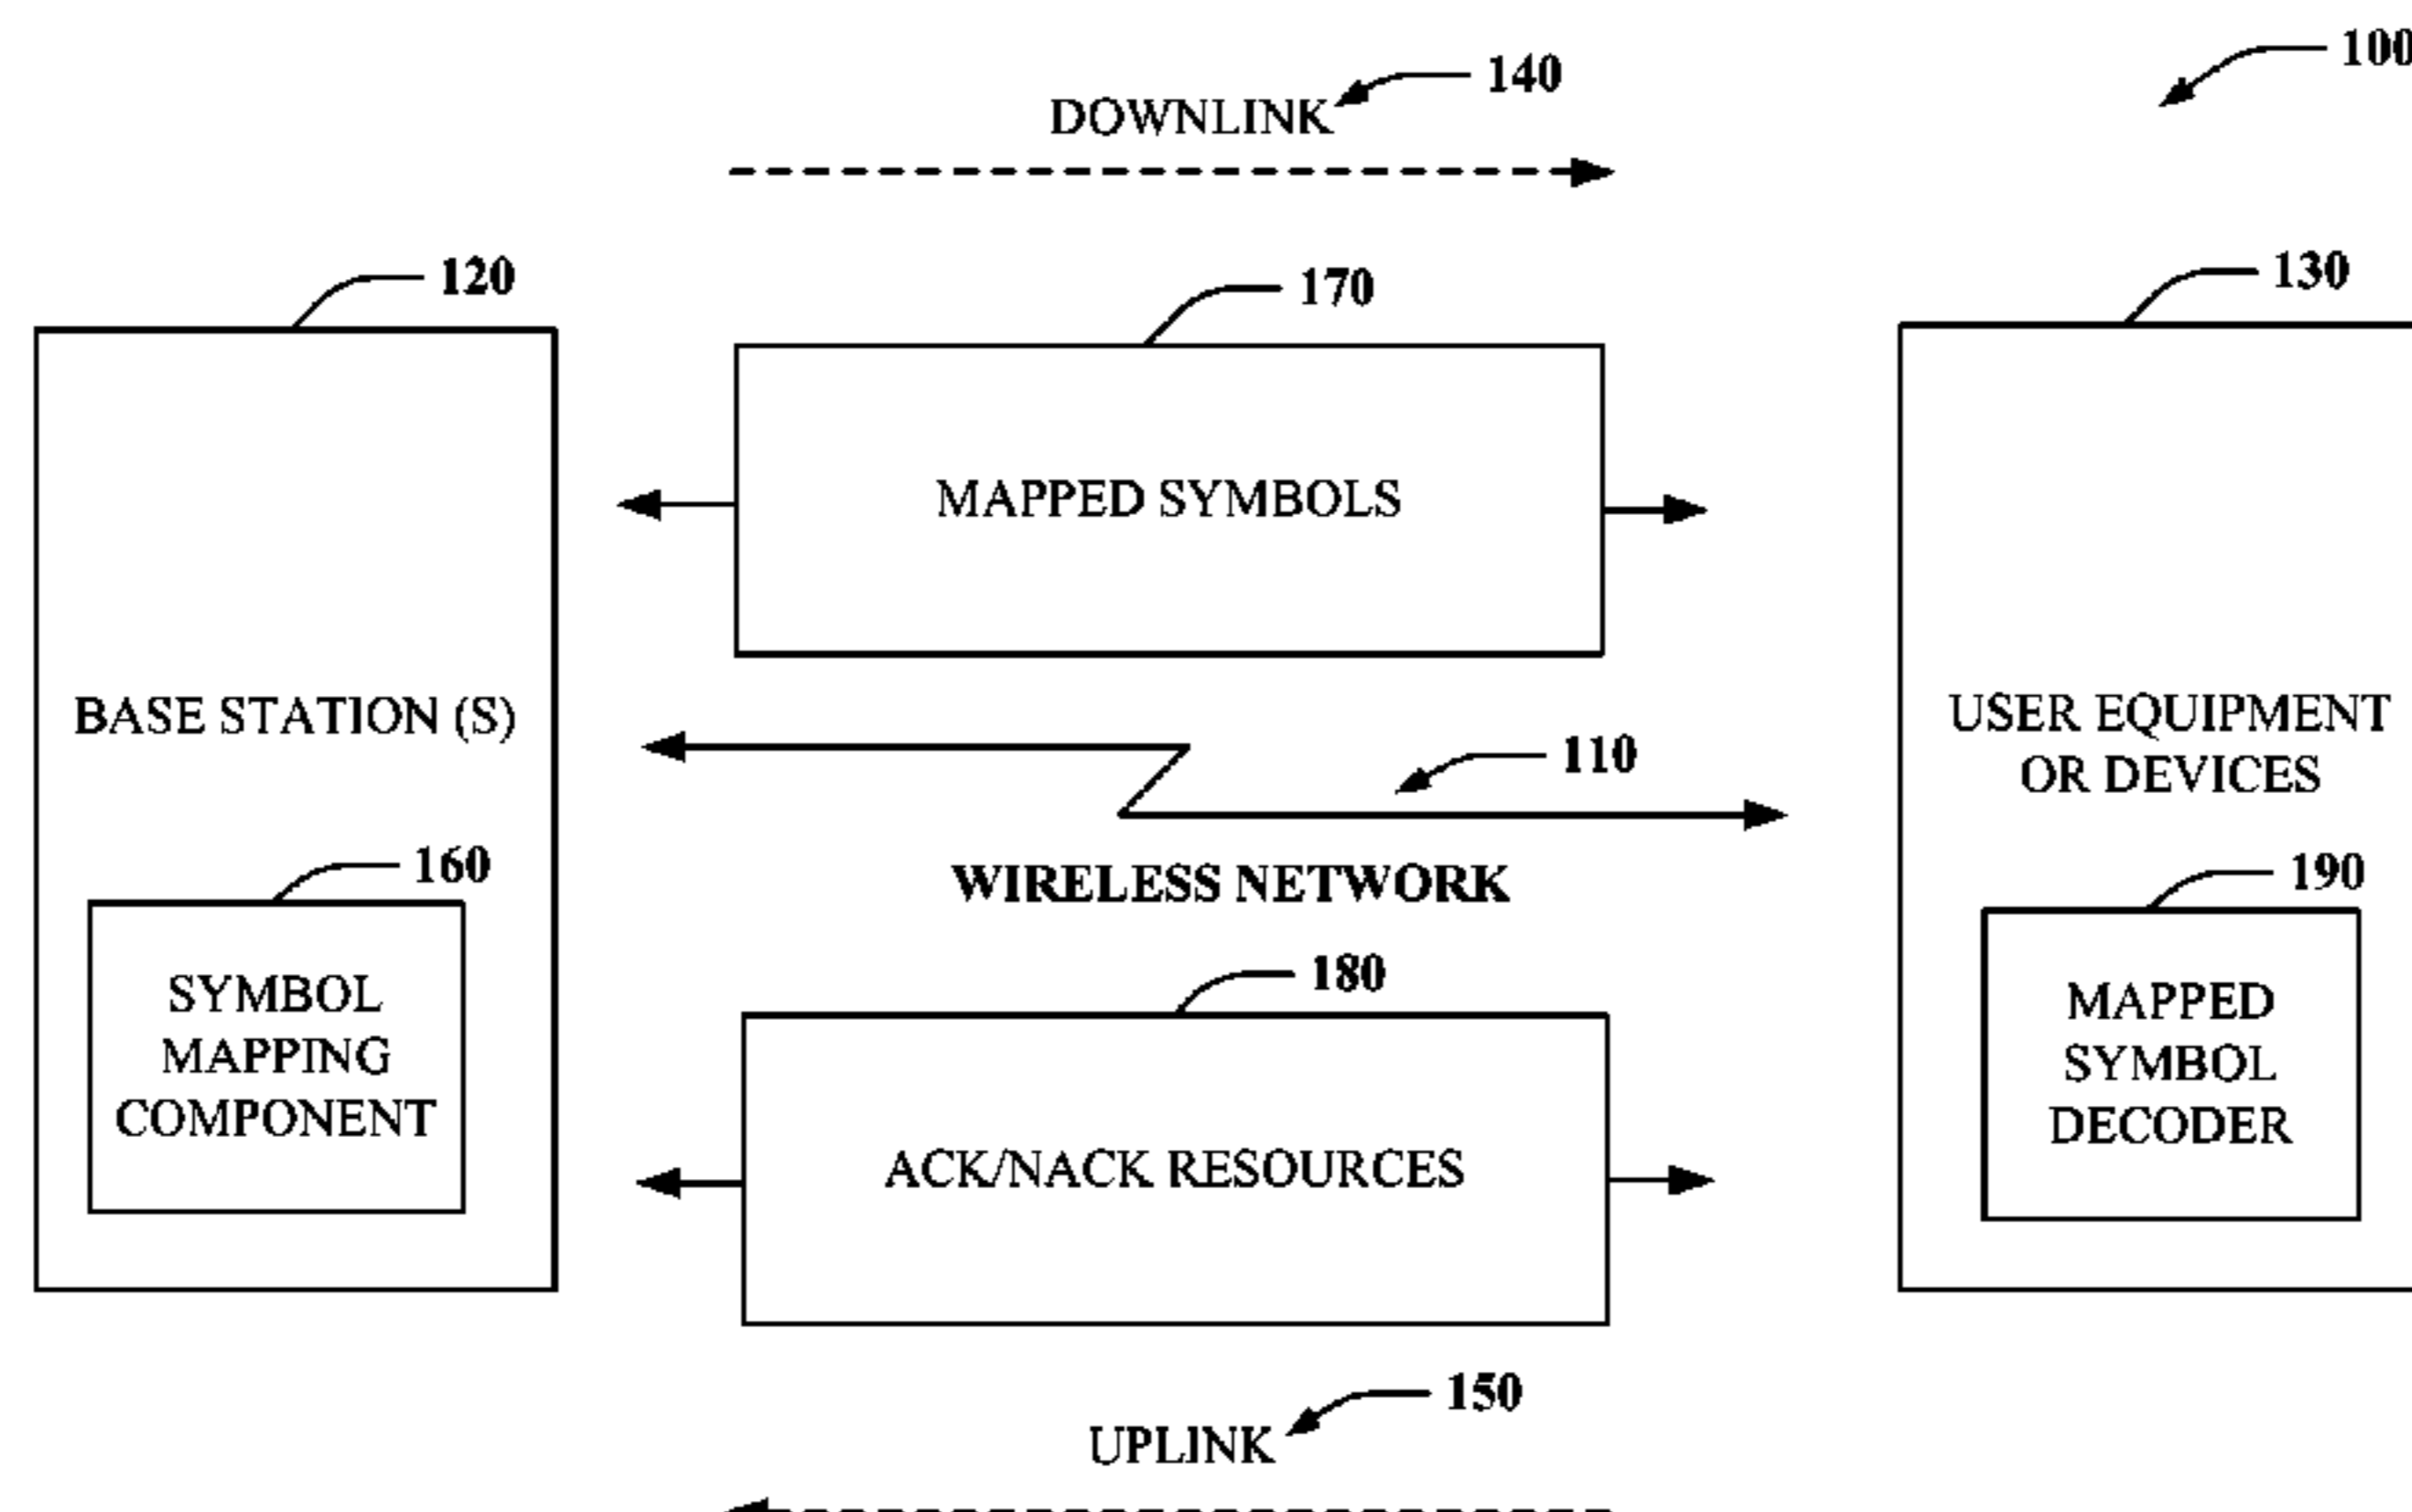 100
140
DOWNLINK
120
170
130
MAPPED SYMBOLS
BASE STATION (S)
USER EQUIPMENT
OR DEVICES
110
WIRELESS NETWORK
160
SYMBOL
MAPPING
COMPONENT
190
MAPPED
SYMBOL
DECODER
180
ACK/NACK RESOURCES
150
UPLINK